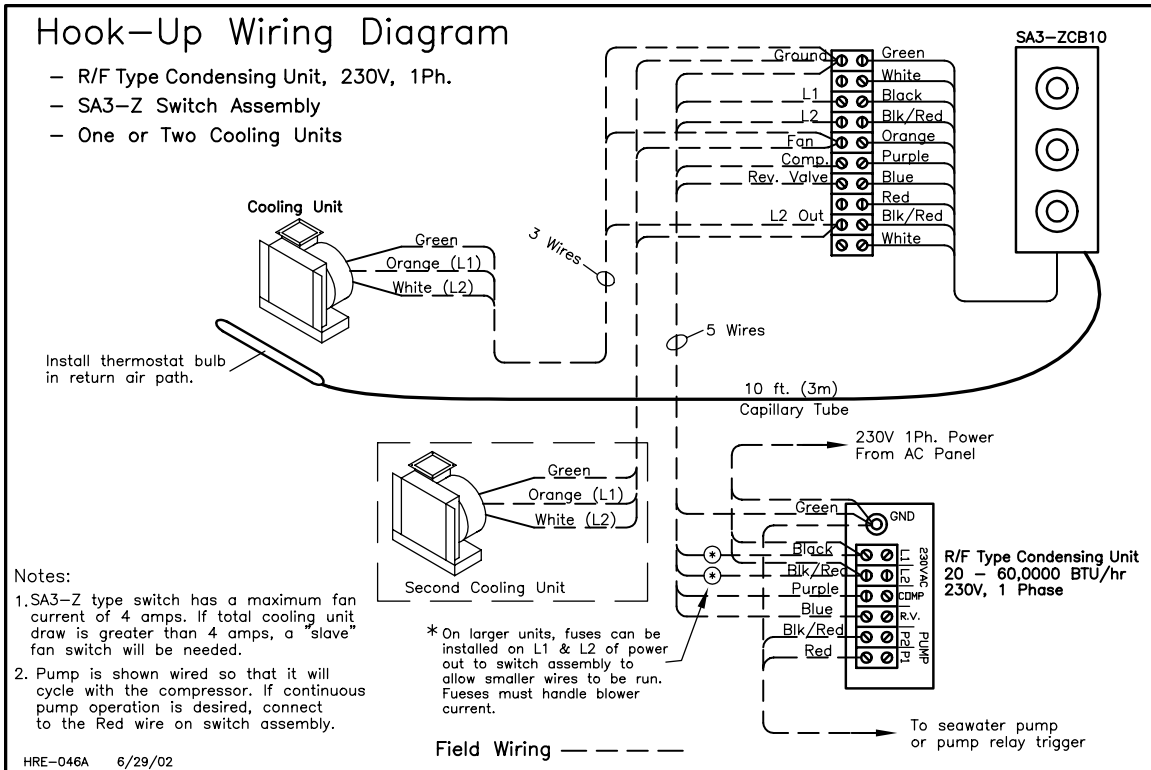 Hook-Up Wiring Diagram
- R/F Type Condensing Unit, 230V, 1Ph.
- SA3-Z Switch Assembly
- One or Two Cooling Units
SA3-ZCB10
Ground
Green
White
L1
Black
L2
Blk/Red
Fan
Orange
Comp.
Purple
Rev. Valve
Blue
Red
L2 Out
Blk/Red
White
Cooling Unit
Green
Orange (L1)
White (L2)
3 Wires
5 Wires
Install thermostat bulb
in return air path.
10 ft. (3m)
Capillary Tube
230V 1Ph. Power
From AC Panel
Green
Orange (L1)
White (L2)
Second Cooling Unit
Green
GND
* Black
* Blk/Red
Purple
Blue
Blk/Red
Red
L1
L2
230VAC
COMP
R.V.
P2
P1
PUMP
R/F Type Condensing Unit
20 - 60,0000 BTU/hr
230V, 1 Phase
Notes:
1. SA3-Z type switch has a maximum fan
current of 4 amps. If total cooling unit
draw is greater than 4 amps, a "slave"
fan switch will be needed.
2. Pump is shown wired so that it will
cycle with the compressor. If continuous
pump operation is desired, connect
to the Red wire on switch assembly.
* On larger units, fuses can be
installed on L1 & L2 of power
out to switch assembly to
allow smaller wires to be run.
Fueses must handle blower
current.
To seawater pump
or pump relay trigger
Field Wiring
HRE-046A 6/29/02